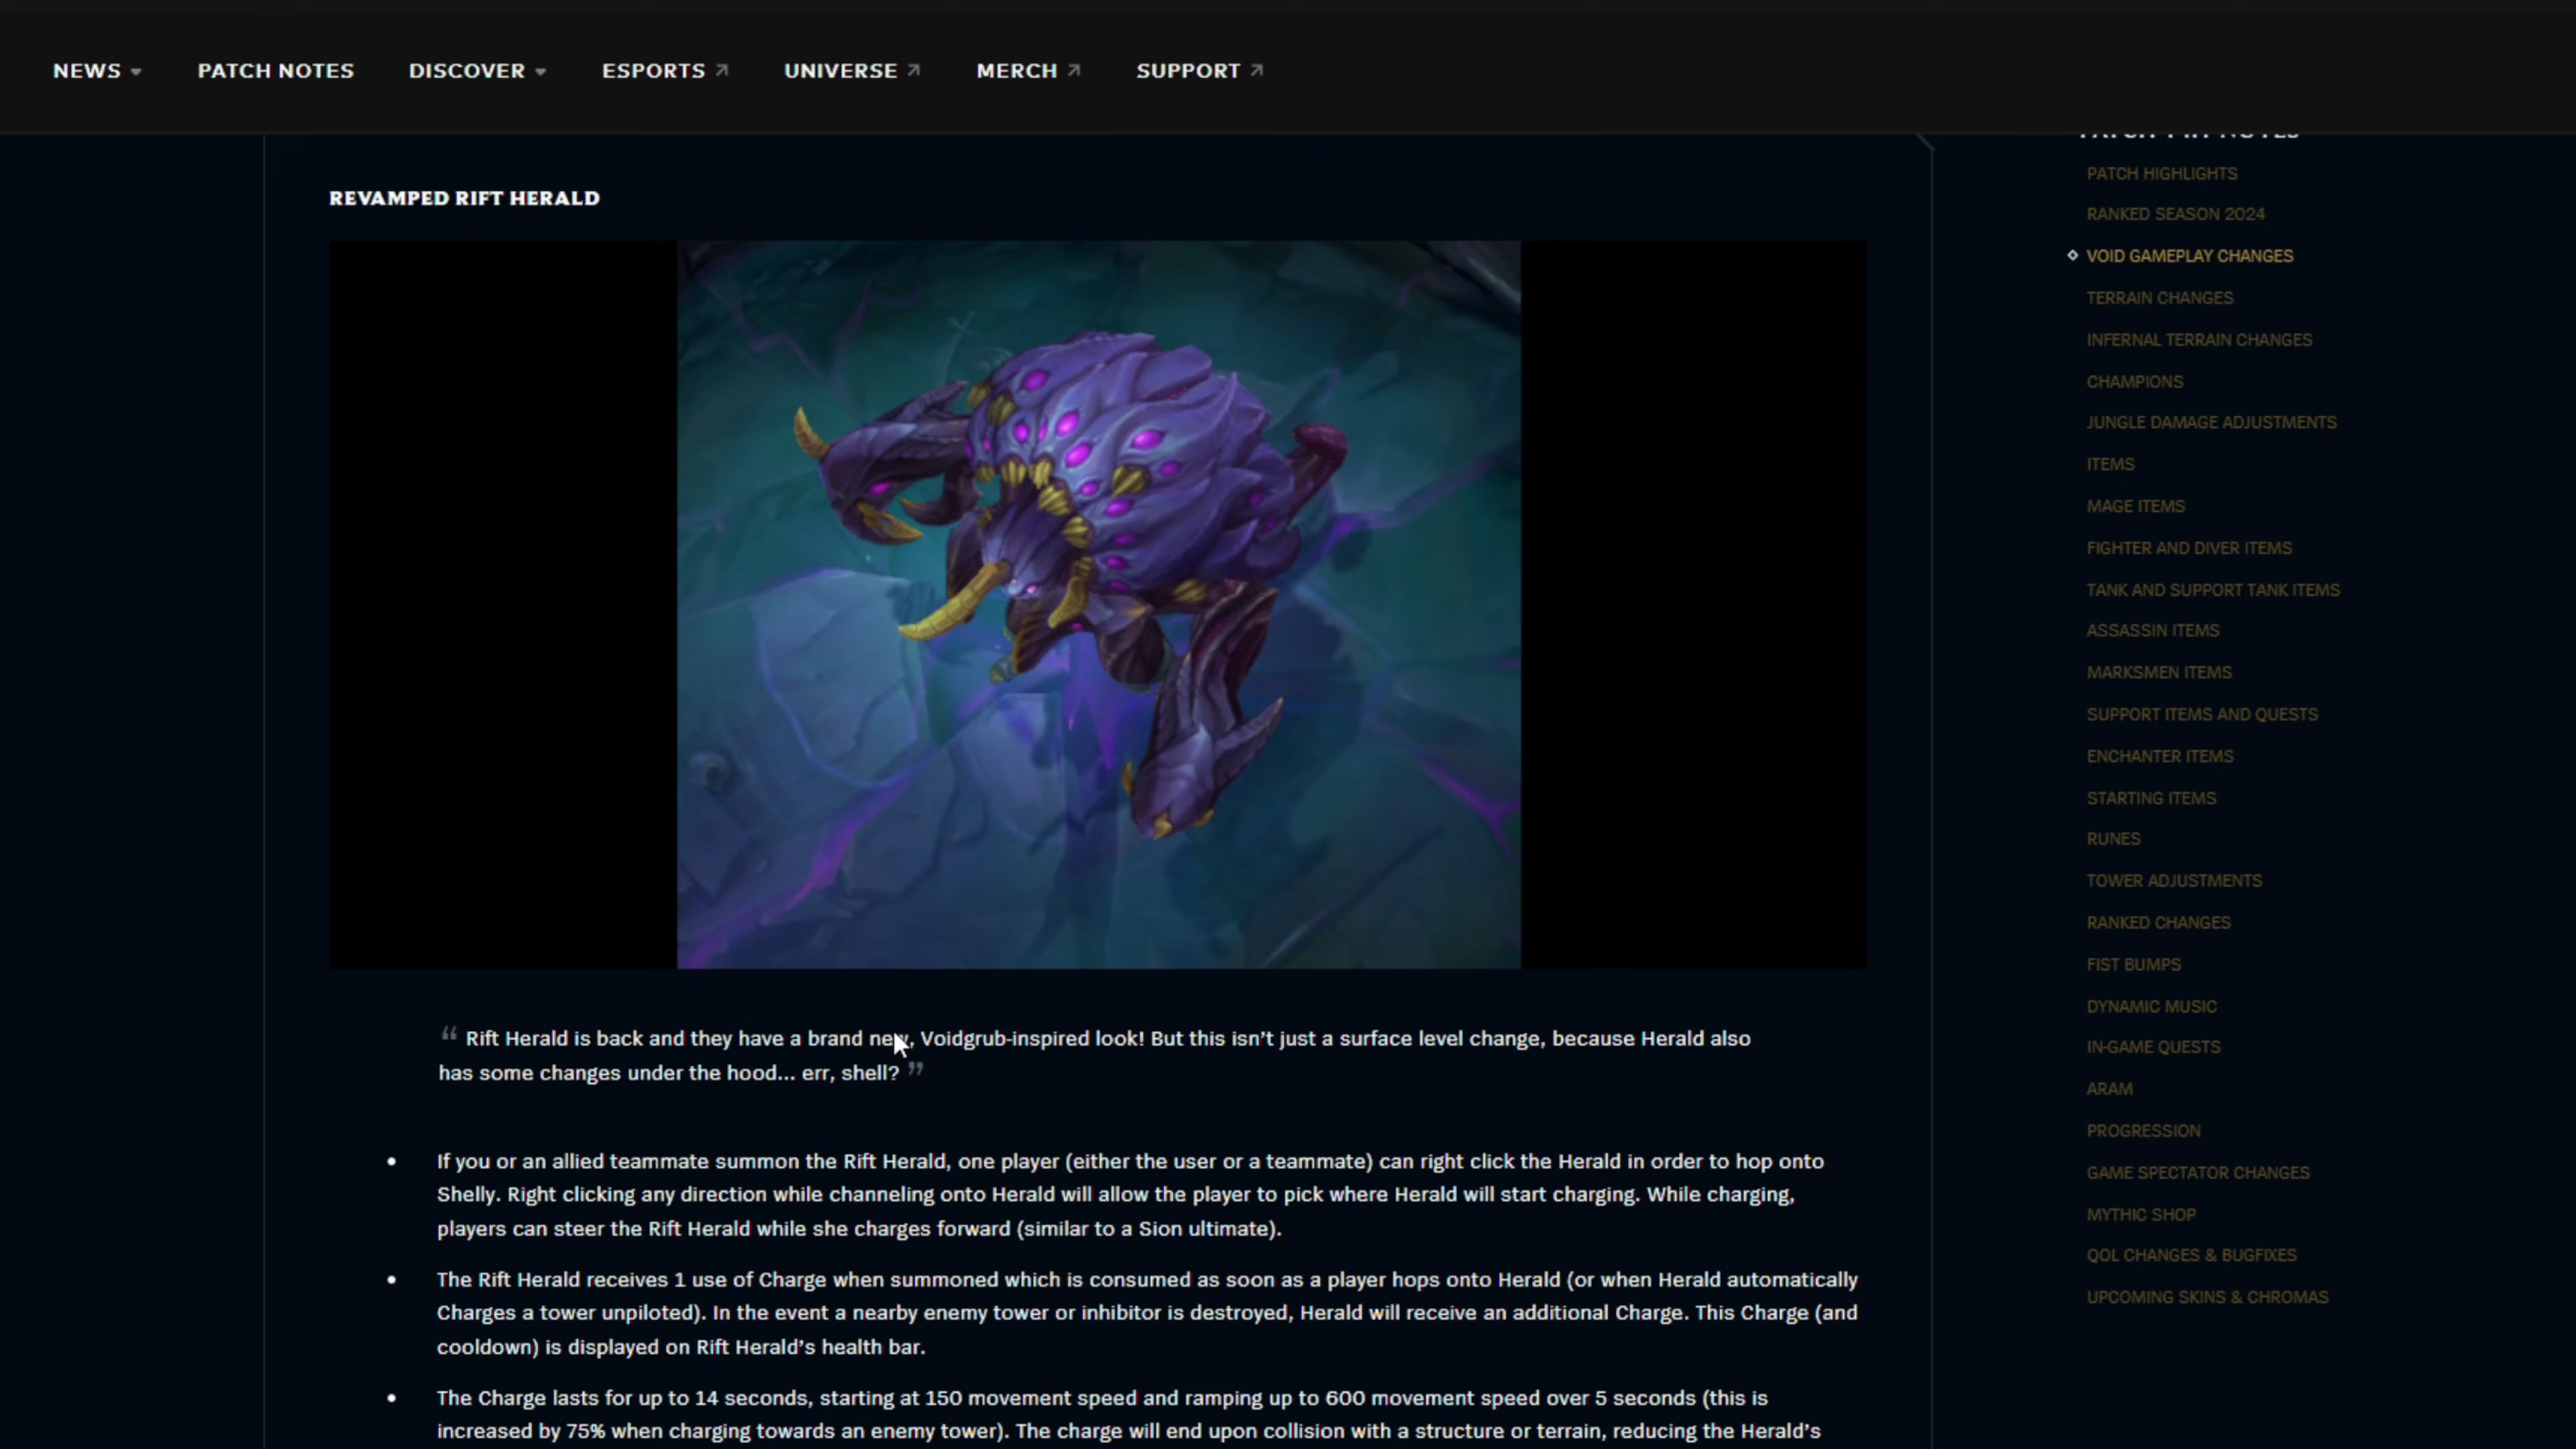 NEWS PATCH NOTES DISCOVER ESPORTS UNIVERSE MERCH SUPPORT
REVAMPED RIFT HERALD
“ Rift Herald is back and they have a brand new, Voidgrub-inspired look! But this isn't just a surface level change, because Herald also
has some changes under the hood... err, shell? ”
• If you or an allied teammate summon the Rift Herald, one player (either the user or a teammate) can right click the Herald in order to hop onto
Shelly. Right clicking any direction while channeling onto Herald will allow the player to pick where Herald will start charging. While charging,
players can steer the Rift Herald while she charges forward (similar to a Sion ultimate).
• The Rift Herald receives 1 use of Charge when summoned which is consumed as soon as a player hops onto Herald (or when Herald automatically
Charges a tower unpiloted). In the event a nearby enemy tower or inhibitor is destroyed, Herald will receive an additional Charge. This Charge (and
cooldown) is displayed on Rift Herald's health bar.
• The Charge lasts for up to 14 seconds, starting at 150 movement speed and ramping up to 600 movement speed over 5 seconds (this is
increased by 75% when charging towards an enemy tower). The charge will end upon collision with a structure or terrain, reducing the Herald's
PATCH HIGHLIGHTS
RANKED SEASON 2024
VOID GAMEPLAY CHANGES
TERRAIN CHANGES
INFERNAL TERRAIN CHANGES
CHAMPIONS
JUNGLE DAMAGE ADJUSTMENTS
ITEMS
MAGE ITEMS
FIGHTER AND DIVER ITEMS
TANK AND SUPPORT TANK ITEMS
ASSASSIN ITEMS
MARKSMEN ITEMS
SUPPORT ITEMS AND QUESTS
ENCHANTER ITEMS
STARTING ITEMS
RUNES
TOWER ADJUSTMENTS
RANKED CHANGES
FIST BUMPS
DYNAMIC MUSIC
IN-GAME QUESTS
ARAM
PROGRESSION
GAME SPECTATOR CHANGES
MYTHIC SHOP
QOL CHANGES & BUGFIXES
UPCOMING SKINS & CHROMAS